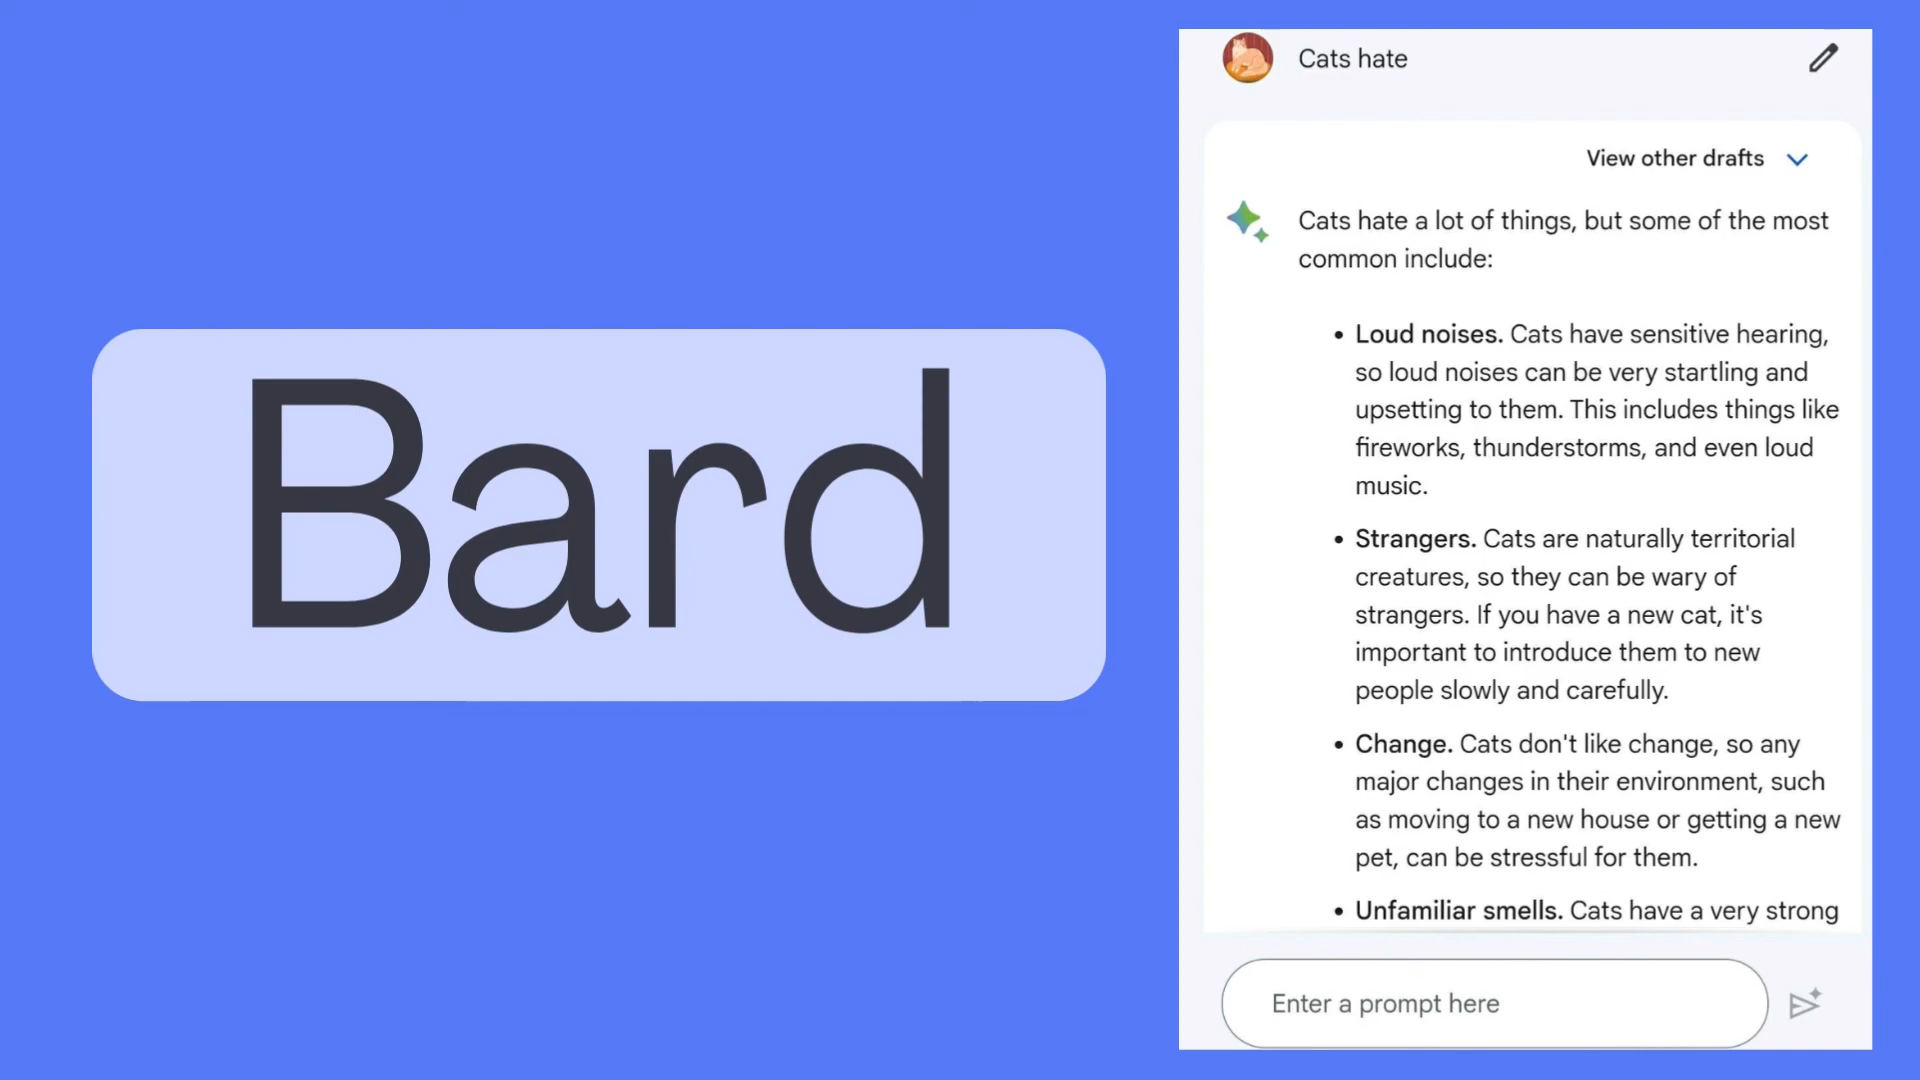 Bard
Cats hate
View other drafts
Cats hate a lot of things, but some of the most
common include:
• Loud noises. Cats have sensitive hearing,
so loud noises can be very startling and
upsetting to them. This includes things like
fireworks, thunderstorms, and even loud
music.
• Strangers. Cats are naturally territorial
creatures, so they can be wary of
strangers. If you have a new cat, it's
important to introduce them to new
people slowly and carefully.
• Change. Cats don't like change, so any
major changes in their environment, such
as moving to a new house or getting a new
pet, can be stressful for them.
• Unfamiliar smells. Cats have a very strong
Enter a prompt here